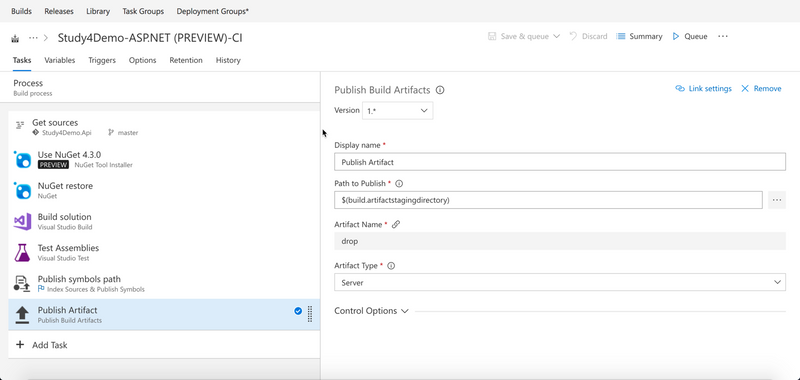 Builds Releases Library Task Groups Deployment Groups*
... > Study4Demo-ASP.NET (PREVIEW)-CI
Save & queue Discard Summary Queue ...
Tasks Variables Triggers Options Retention History
Process
Build process
Get sources
Study4Demo.Api master
Use NuGet 4.3.0
PREVIEW NuGet Tool Installer
NuGet restore
NuGet
Build solution
Visual Studio Build
Test Assemblies
Visual Studio Test
Publish symbols path
Index Sources & Publish Symbols
Publish Artifact
Publish Build Artifacts
+ Add Task
Publish Build Artifacts
Link settings Remove
Version 1.*
Display name *
Publish Artifact
Path to Publish *
$(build.artifactstagingdirectory)
...
Artifact Name *
drop
Artifact Type *
Server
Control Options